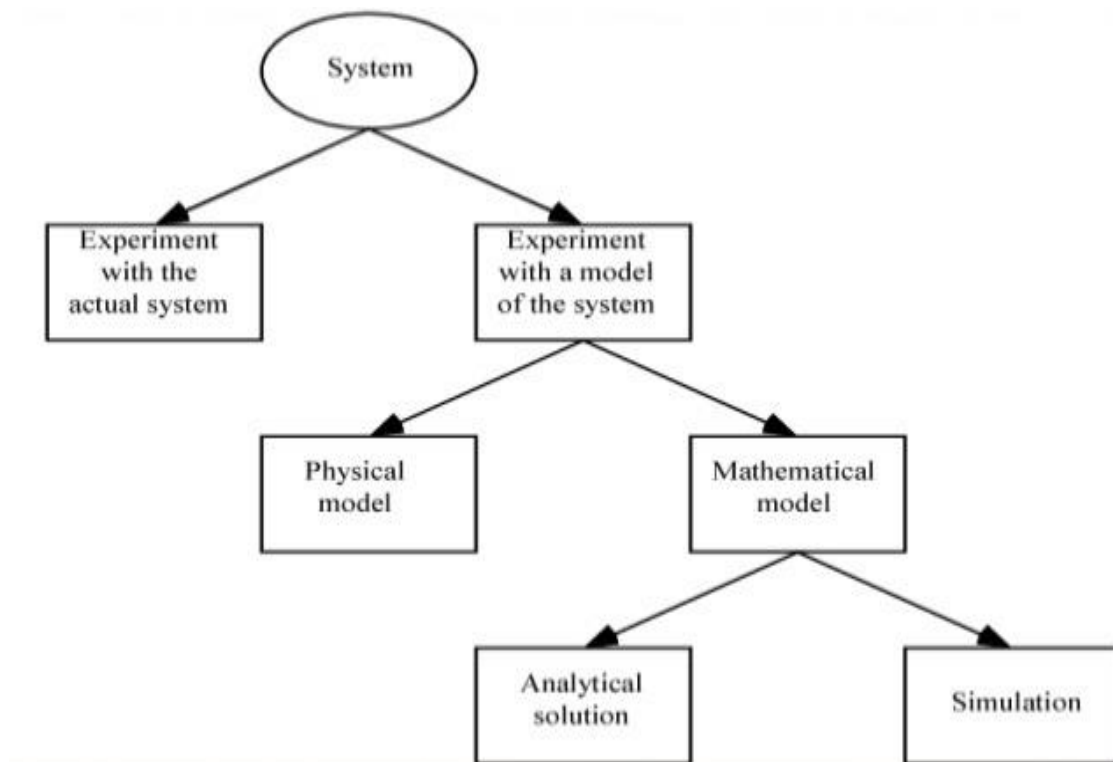 System
Experiment
with the
actual system
Experiment
with a model
of the system
Physical
model
Mathematical
model
Analytical
solution
Simulation